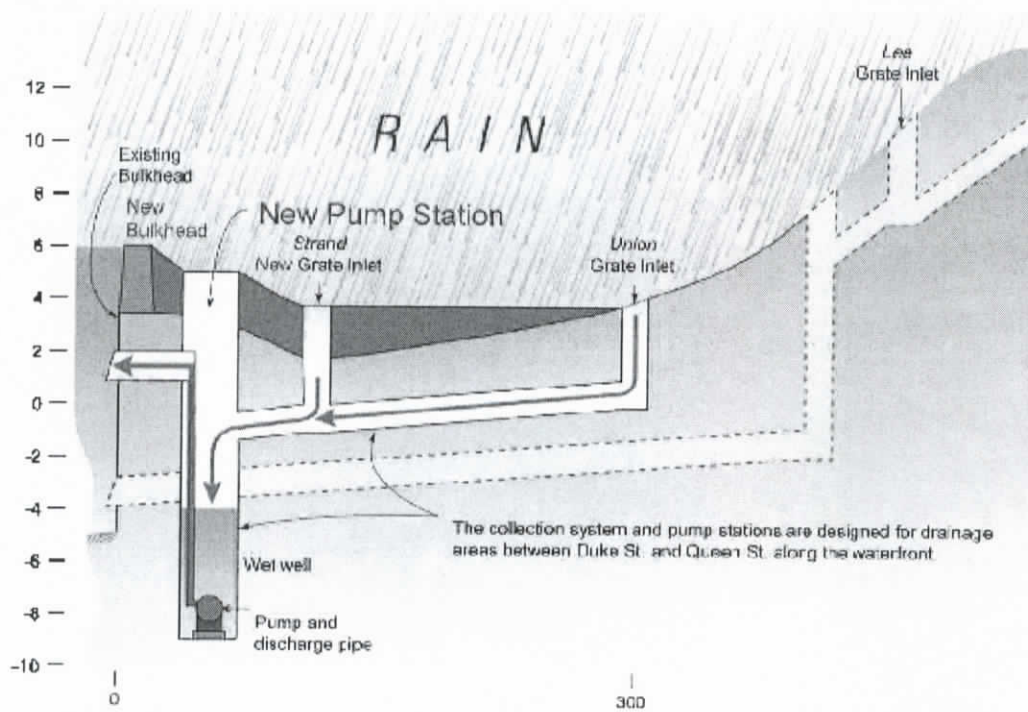 Lee
Grate Inlet
12
RAIN
10
Existing
Bulkhead
8
New
Bulkhead
New Pump Station
6
Strand
New Grate Inlet
Union
Grate Inlet
4
2
0
-2
-4
The collection system and pump stations are designed for drainage
areas between Duke St. and Queen St. along the waterfront
-6
Wet well
-8
Pump and
discharge pipe
-10
0
300